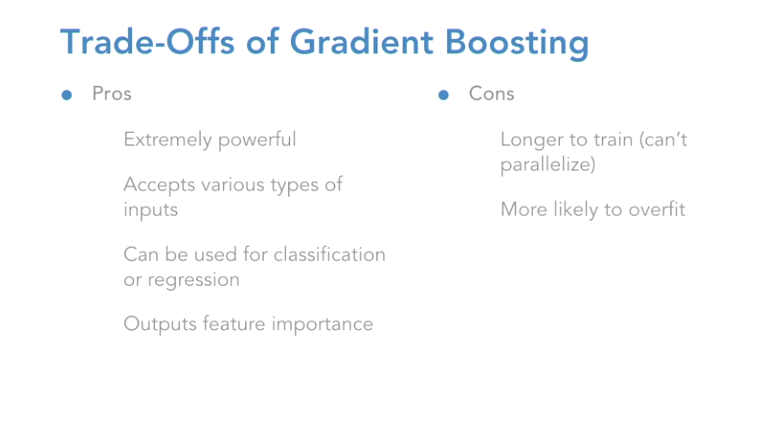 Trade-Offs of Gradient Boosting
Pros
Extremely powerful
Accepts various types of
inputs
Can be used for classification
or regression
Outputs feature importance
Cons
Longer to train (can’t
parallelize)
More likely to overfit